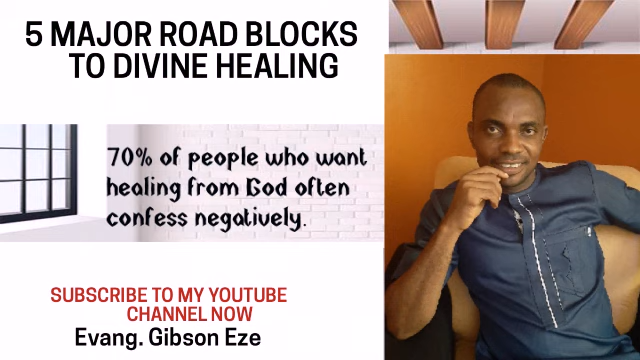 5 MAJOR ROAD BLOCKS
TO DIVINE HEALING
70% of people who want
healing from God often
confess negatively.
SUBSCRIBE TO MY YOUTUBE
CHANNEL NOW
Evang. Gibson Eze